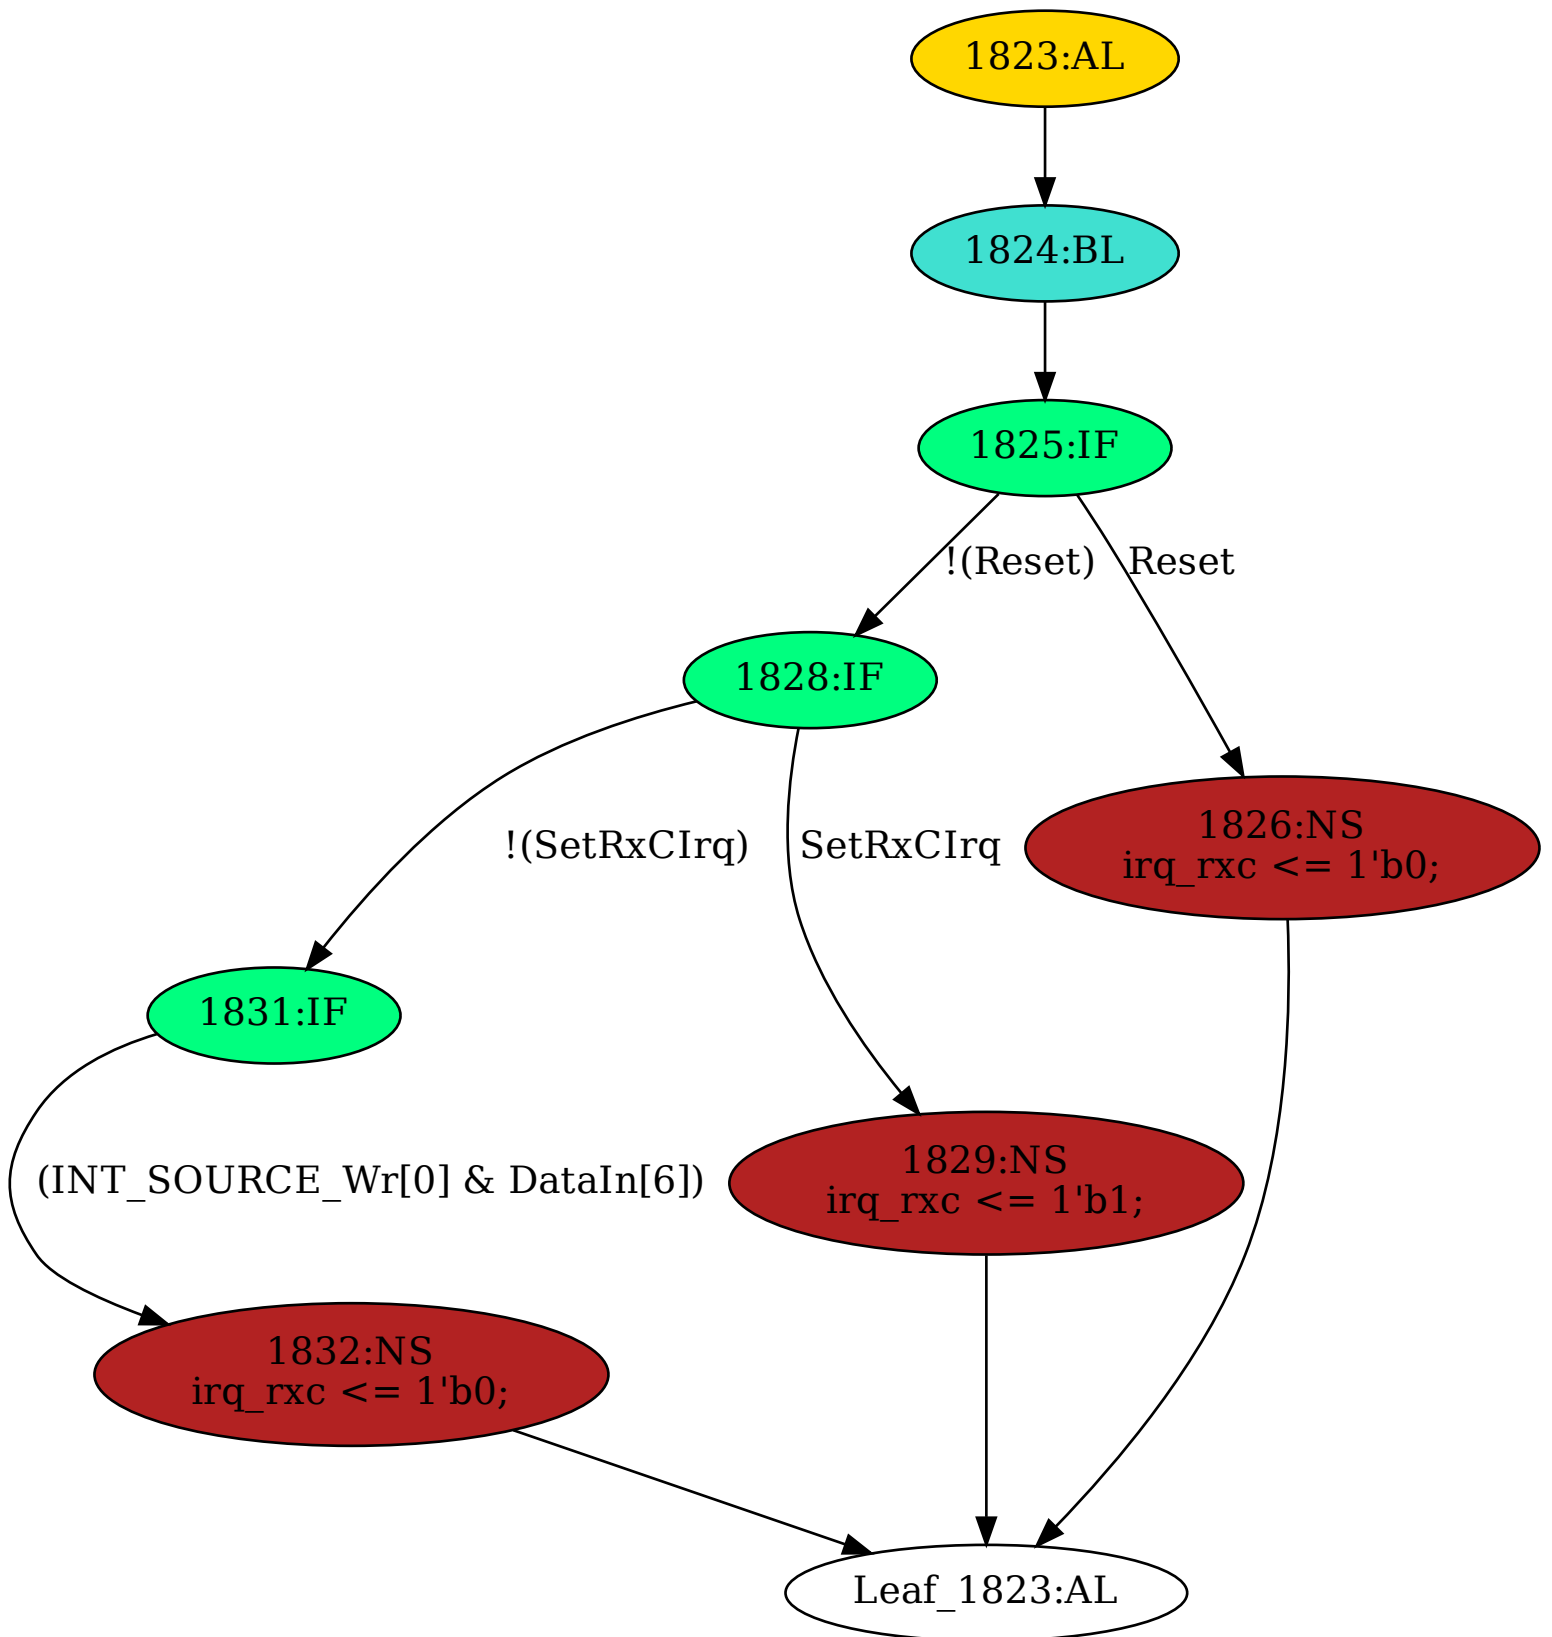 1823:AL
1824:BL
1825:IF
!(Reset)
Reset
1828:IF
!(SetRxCIrq)
SetRxCIrq
1826:NS
irq_rxc <= 1'b0;
1831:IF
(INT_SOURCE_Wr[0] & DataIn[6])
1829:NS
irq_rxc <= 1'b1;
1832:NS
irq_rxc <= 1'b0;
Leaf_1823:AL